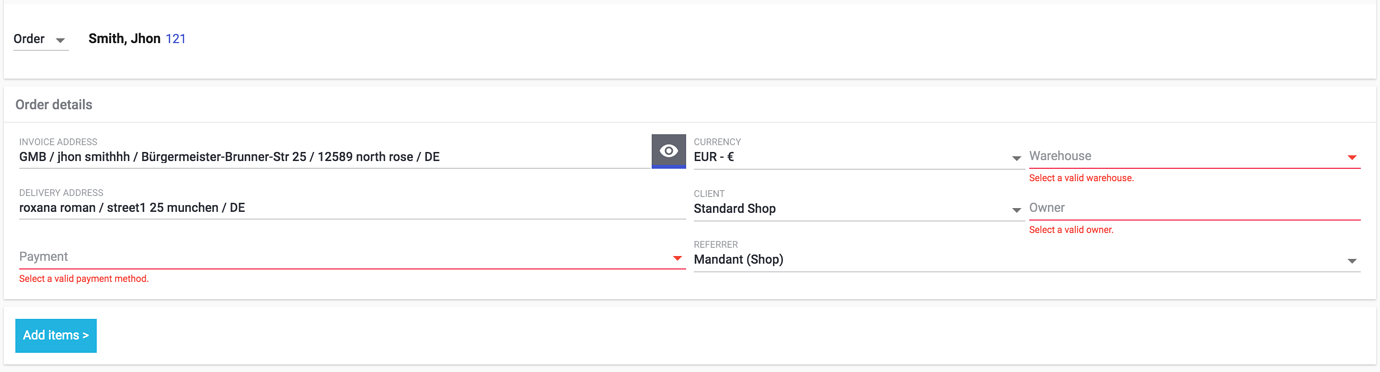 Order
Smith, Jhon 121
Order details
INVOICE ADDRESS
GMB / jhon smithhh / Bürgermeister-Brunner-Str 25 / 12589 north rose / DE
CURRENCY
EUR - €
Warehouse
Select a valid warehouse.
DELIVERY ADDRESS
roxana roman / street1 25 munchen / DE
CLIENT
Standard Shop
Owner
Select a valid owner.
Payment
Select a valid payment method.
REFERRER
Mandant (Shop)
Add items >